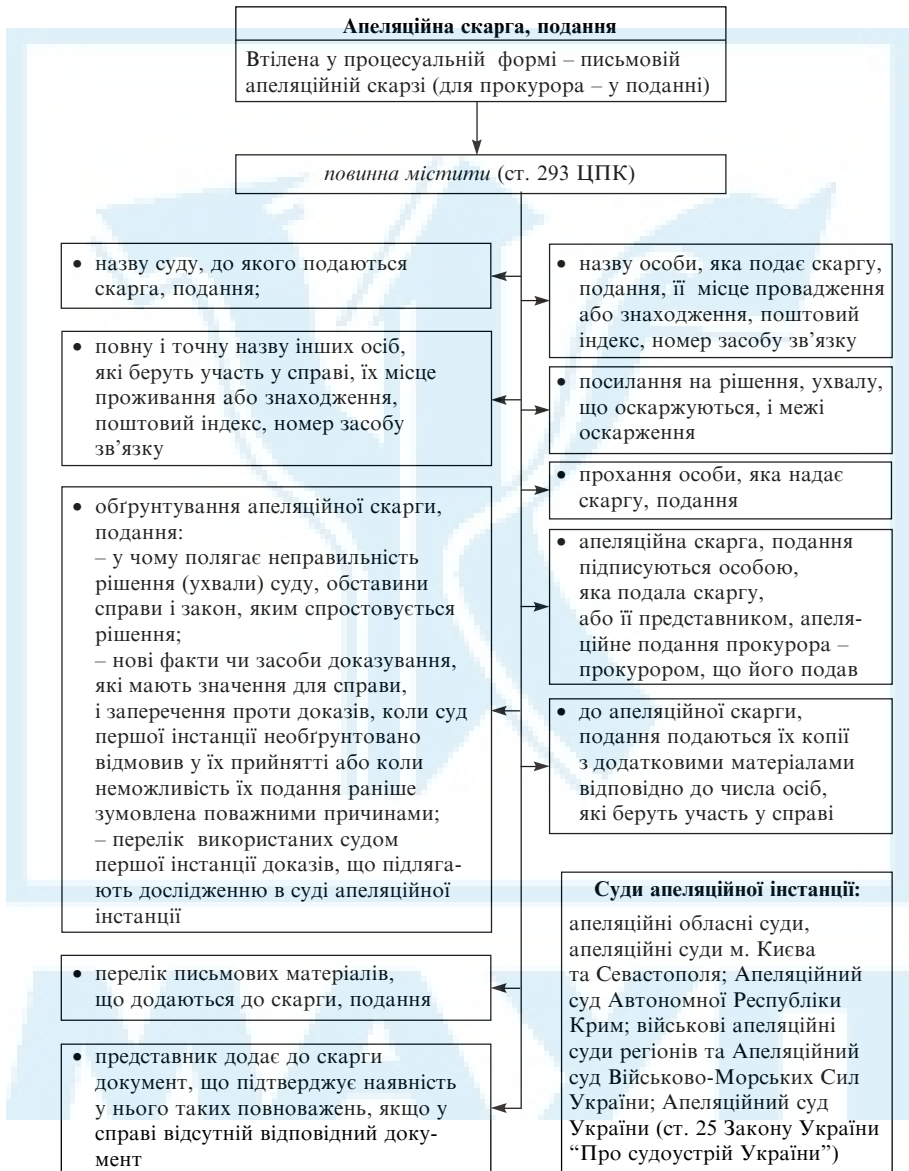 Апеляційна скарга, подання
Втілена у процесуальній формі – письмовій
апеляційній скарзі (для прокурора – у поданні)
повинна містити (ст. 293 ЦПК)
• назву суду, до якого подаються
скарга, подання;
• повну і точну назву інших осіб,
які беруть участь у справі, їх місце
проживання або знаходження,
поштовий індекс, номер засобу
зв’язку
• обґрунтування апеляційної скарги,
подання:
– у чому полягає неправильність
рішення (ухвали) суду, обставини
справи і закон, яким спростовується
рішення;
– нові факти чи засоби доказування,
які мають значення для справи,
і заперечення проти доказів, коли суд
першої інстанції необґрунтовано
відмовив у їх прийнятті або коли
неможливість їх подання раніше
зумовлена поважними причинами;
– перелік використаних судом
першої інстанції доказів, що підляга-
ють дослідженню в суді апеляційної
інстанції
• перелік письмових матеріалів,
що додаються до скарги, подання
• представник додає до скарги
документ, що підтверджує наявність
у нього таких повноважень, якщо у
справі відсутній відповідний доку-
мент
• назву особи, яка подає скаргу,
подання, її місце провадження
або знаходження, поштовий
індекс, номер засобу зв’язку
• посилання на рішення, ухвалу,
що оскаржуються, і межі
оскарження
• прохання особи, яка надає
скаргу, подання
• апеляційна скарга, подання
підписуються особою,
яка подала скаргу,
або її представником, апеля-
ційне подання прокурора –
прокурором, що його подав
• до апеляційної скарги,
подання подаються їх копії
з додатковими матеріалами
відповідно до числа осіб,
які беруть участь у справі
Суди апеляційної інстанції:
апеляційні обласні суди,
апеляційні суди м. Києва
та Севастополя; Апеляційний
суд Автономної Республіки
Крим; військові апеляційні
суди регіонів та Апеляційний
суд Військово-Морських Сил
України; Апеляційний суд
України (ст. 25 Закону України
“Про судоустрій України”)
МАУП